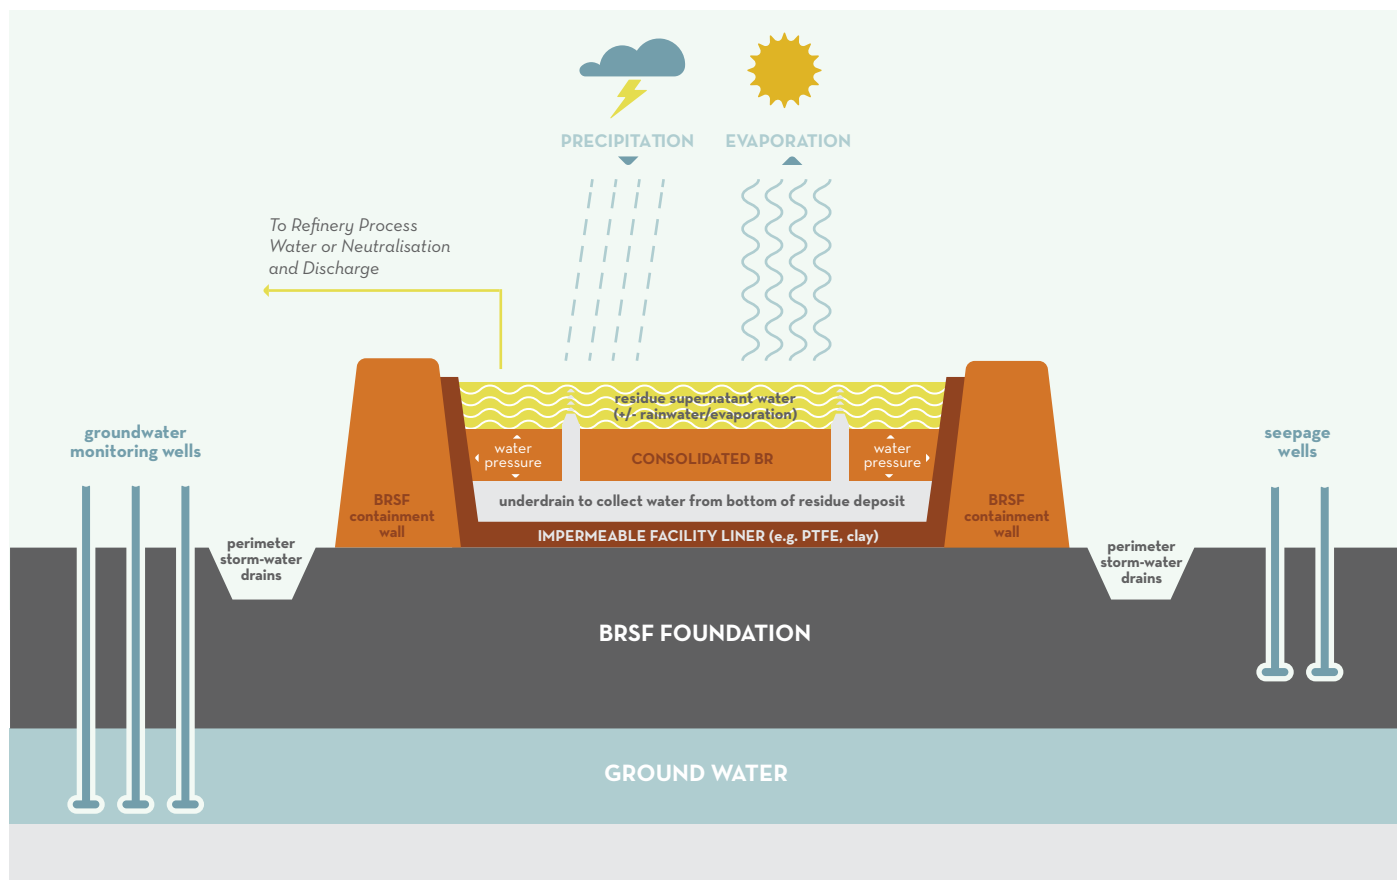 PRECIPITATION
EVAPORATION
To Refinery Process
Water or Neutralisation
and Discharge
groundwater
monitoring wells
seepage
wells
residue supernatant water
(+/- rainwater/evaporation)
water
pressure
CONSOLIDATED BR
water
pressure
underdrain to collect water from bottom of residue deposit
BRSF
containment
wall
BRSF
containment
wall
IMPERMEABLE FACILITY LINER (e.g. PTFE, clay)
perimeter
storm-water
drains
perimeter
storm-water
drains
BRSF FOUNDATION
GROUND WATER